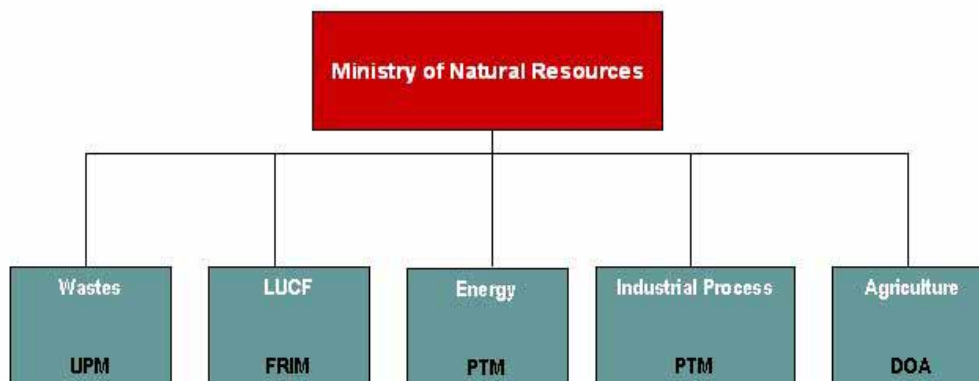 Ministry of Natural Resources
Wastes
UPM
LUCF
FRIM
Energy
PTM
Industrial Process
PTM
Agriculture
DOA